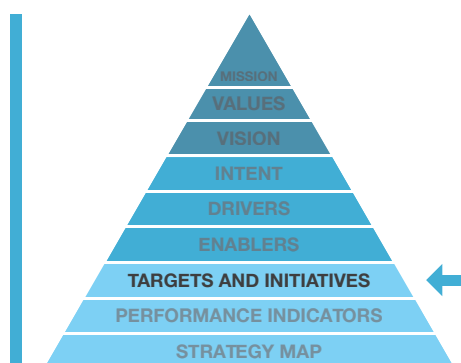 MISSION
VALUES
VISION
INTENT
DRIVERS
ENABLERS
TARGETS AND INITIATIVES
PERFORMANCE INDICATORS
STRATEGY MAP